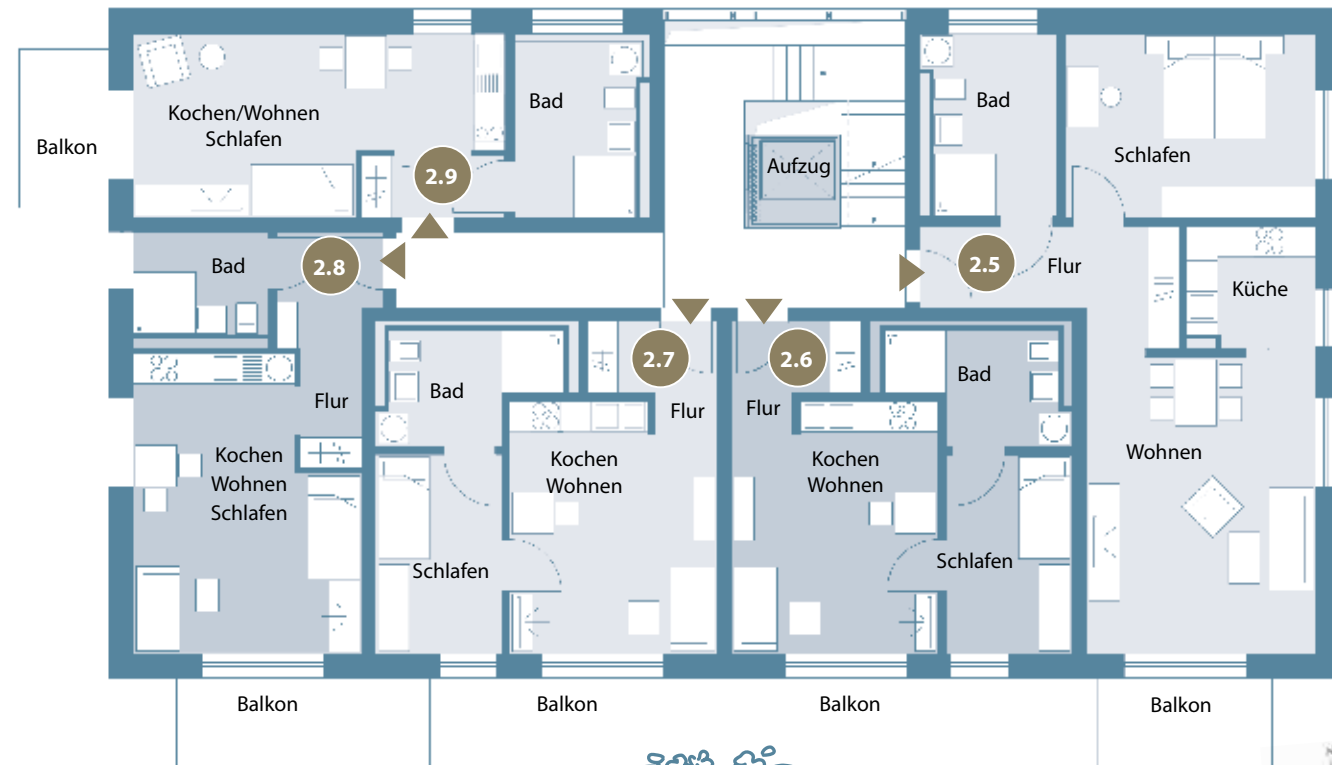 Kochen/Wohnen
Schlafen
Bad
Balkon
2.9
Aufzug
Bad
Schlafen
Bad
2.8
2.5
Flur
Küche
2.7
2.6
Bad
Flur
Kochen
Wohnen
Schlafen
Bad
Flur
Kochen
Wohnen
Schlafen
Flur
Kochen
Wohnen
Bad
Schlafen
Wohnen
Balkon
Balkon
Balkon
Balkon